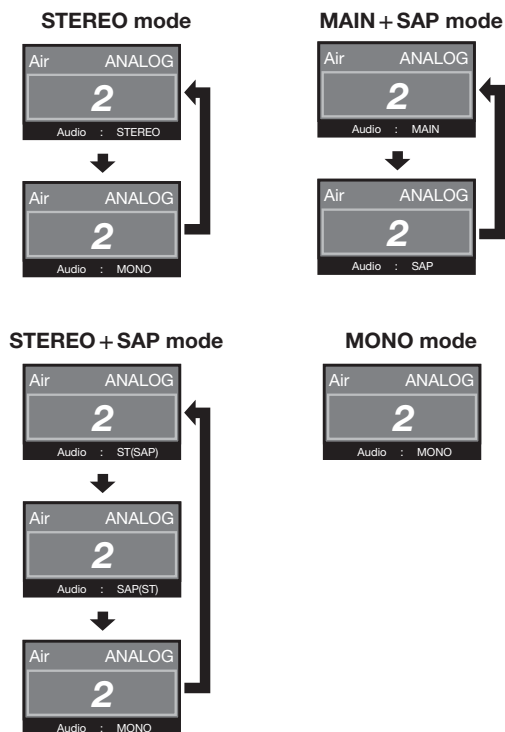 STEREO mode
Air ANALOG
2
Audio : STEREO
Air ANALOG
2
Audio : MONO
MAIN + SAP mode
Air ANALOG
2
Audio : MAIN
Air ANALOG
2
Audio : SAP
STEREO + SAP mode
Air ANALOG
2
Audio : ST(SAP)
Air ANALOG
2
Audio : SAP(ST)
Air ANALOG
2
Audio : MONO
MONO mode
Air ANALOG
2
Audio : MONO